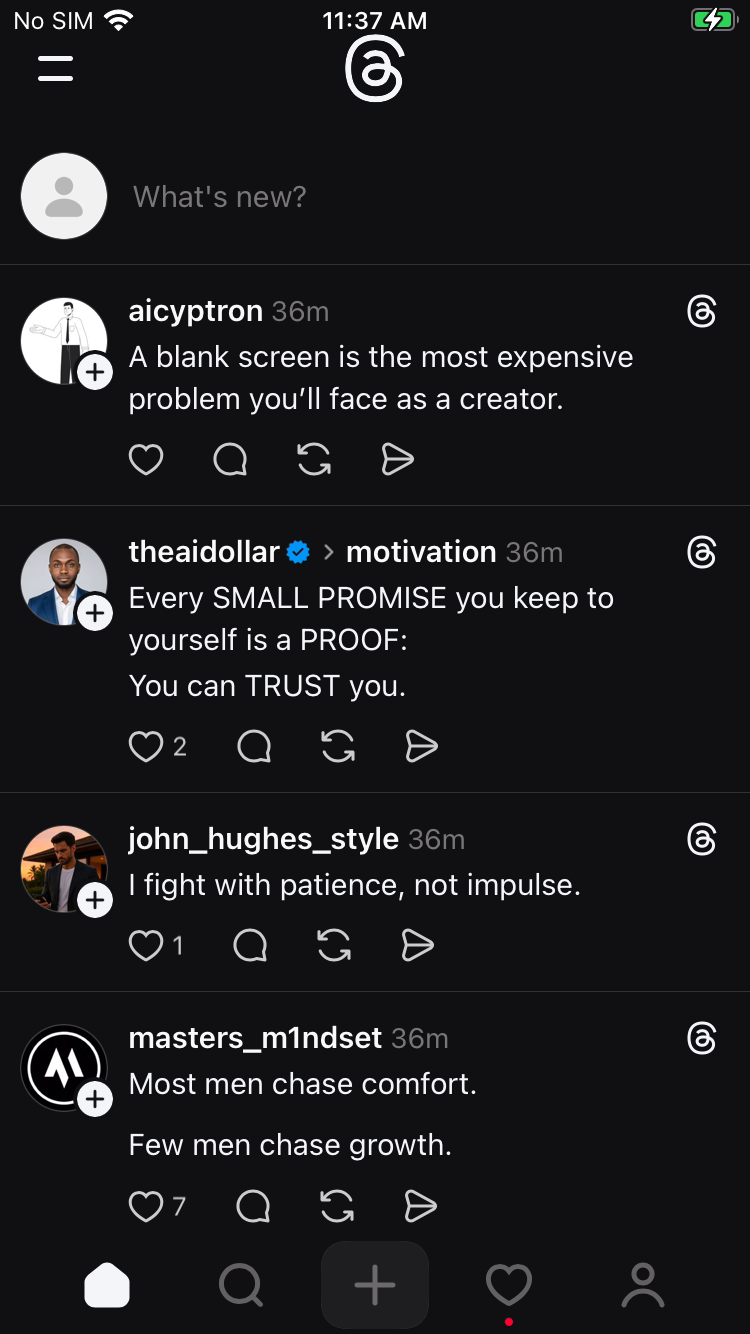 No SIM 11:37 AM
What's new?
aicyptron 36m
A blank screen is the most expensive
problem you’ll face as a creator.
theaidollar > motivation 36m
Every SMALL PROMISE you keep to
yourself is a PROOF:
You can TRUST you.
2
john_hughes_style 36m
I fight with patience, not impulse.
1
masters_m1ndset 36m
Most men chase comfort.
Few men chase growth.
7